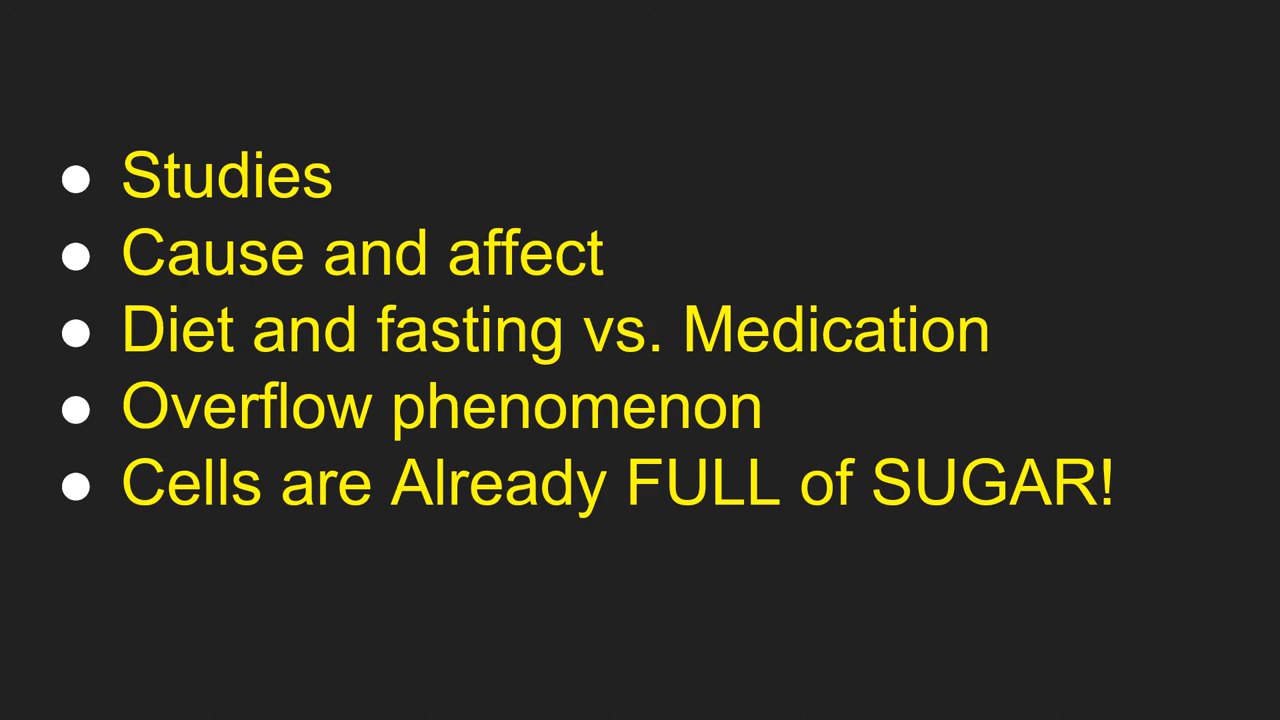 ● Studies
● Cause and affect
● Diet and fasting vs. Medication
● Overflow phenomenon
● Cells are Already FULL of SUGAR!